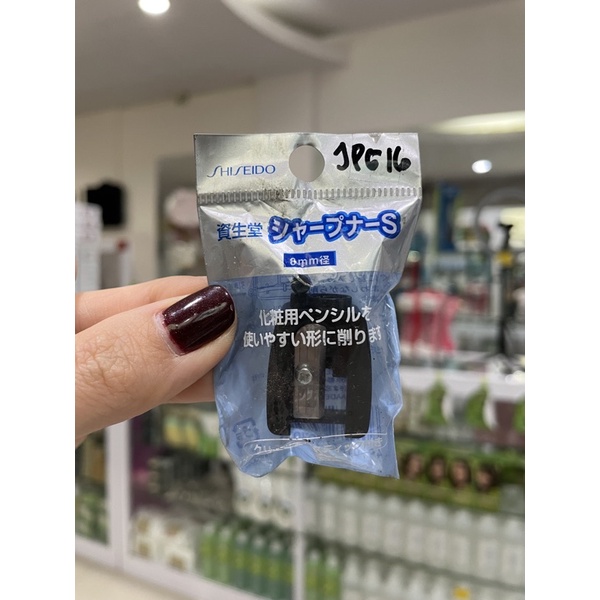 SHISEIDO
JP516
資生堂 シャープナーS
8mm径
化粧用ペンシルを
使いやすい形に削ります